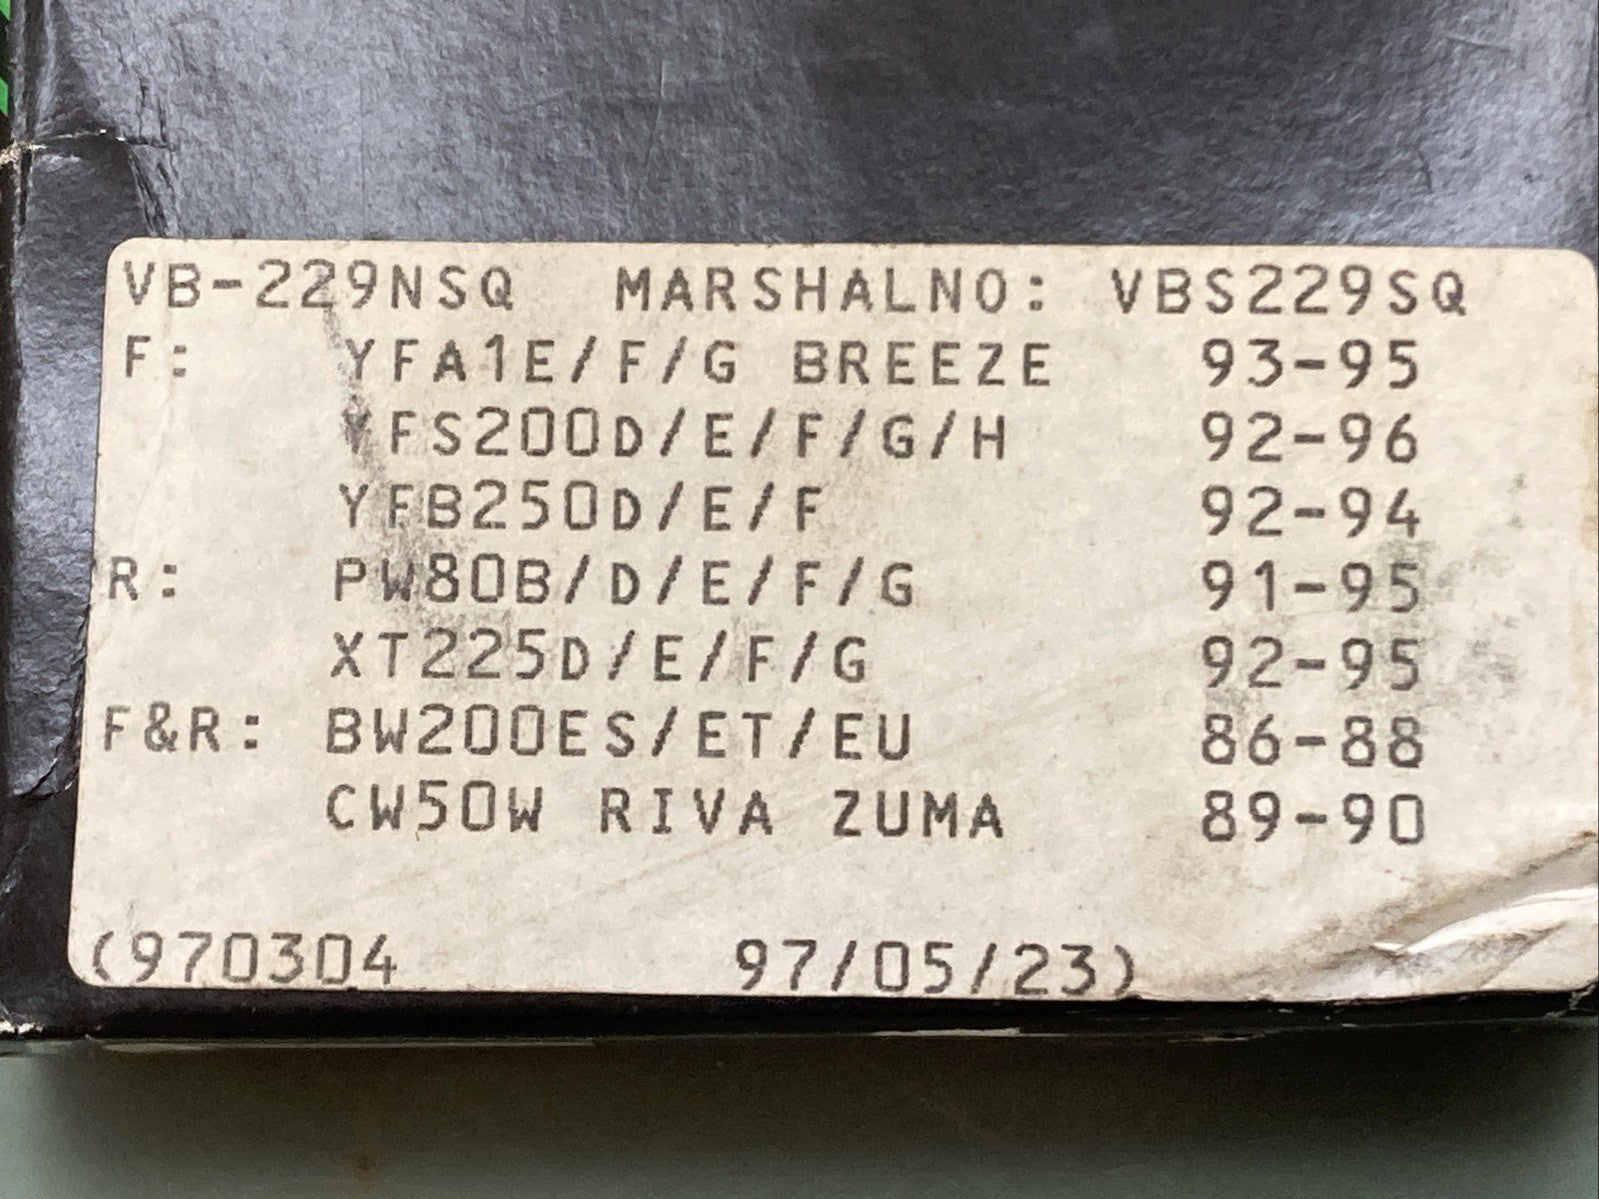 VB-229NSQ MARSHALNO: VBS229SQ
F: YFA1E/F/G BREEZE 93-95
YFS200D/E/F/G/H 92-96
YFB250D/E/F 92-94
R: PW80B/D/E/F/G 91-95
XT225D/E/F/G 92-95
F&R: BW200ES/ET/EU 86-88
CW50W RIVA ZUMA 89-90
(970304 97/05/23)